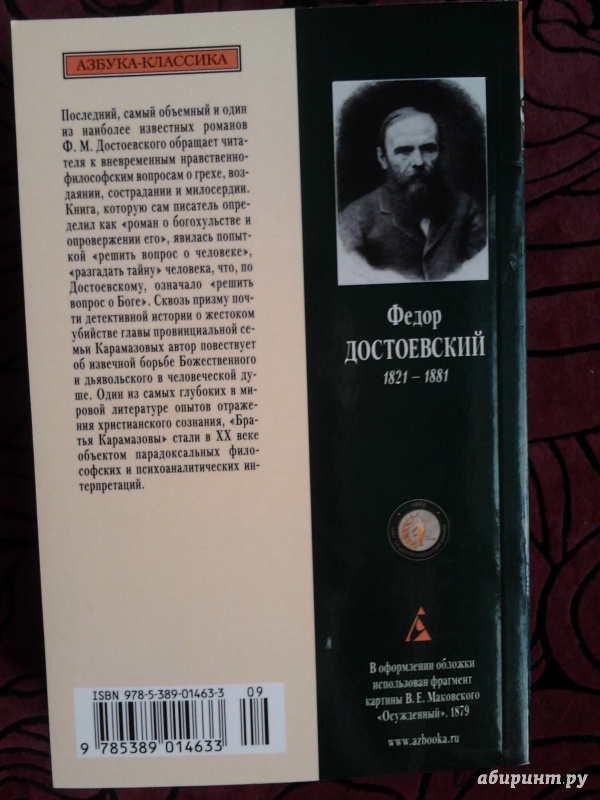 АЗБУКА-КЛАССИКА
Последний, самый объемный и один
из наиболее известных романов
Ф. М. Достоевского обращает чита-
теля к вневременным нравственно-
философским вопросам о грехе, воз-
даянии, сострадании и милосердии.
Книга, которую сам писатель опре-
делил как «роман о богохульстве и
опровержении его», явилась попыт-
кой «решить вопрос о человеке»,
«разгадать тайну» человека, что, по
Достоевскому, означало «решить
вопрос о Боге». Сквозь призму поч-
ти детективной истории о жестоком
убийстве главы провинциальной се-
мьи Карамазовых автор повествует
об извечной борьбе Божественного
и дьявольского в человеческой ду-
ше. Один из самых глубоких в ми-
ровой литературе опытов отраже-
ния христианского сознания, «Бра-
тья Карамазовы» стали в XX веке
объектом парадоксальных фило-
софских и психоаналитических ин-
терпретаций.
ISBN 978-5-389-01463-3
09
9 785389 014633
Федор
ДОСТОЕВСКИЙ
1821 – 1881
В оформлении обложки
использован фрагмент
картины В. Е. Маковского
«Осужденный». 1879
www.azbooka.ru
абиринт.ру